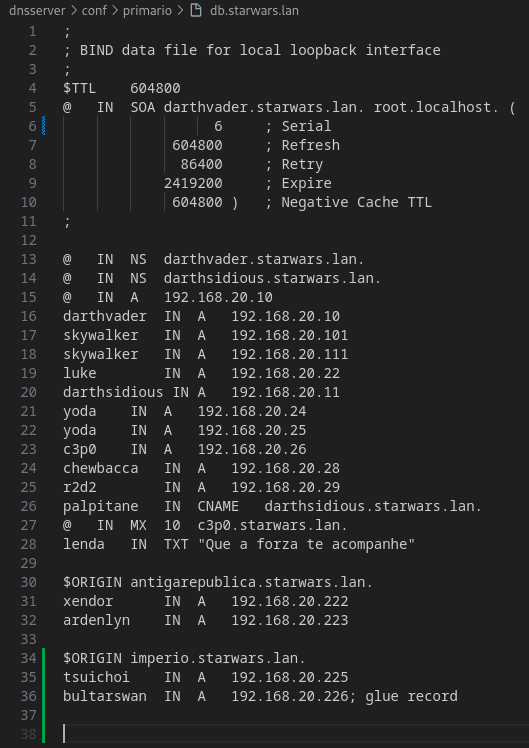 dnsserver > conf > primario > db.starwars.lan
1 ;
2 ; BIND data file for local loopback interface
3 ;
4 $TTL 604800
5 @ IN SOA darthvader.starwars.lan. root.localhost. (
6 6 ; Serial
7 604800 ; Refresh
8 86400 ; Retry
9 2419200 ; Expire
10 604800 ) ; Negative Cache TTL
11 ;
12
13 @ IN NS darthvader.starwars.lan.
14 @ IN NS darthsidious.starwars.lan.
15 @ IN A 192.168.20.10
16 darthvader IN A 192.168.20.10
17 skywalker IN A 192.168.20.101
18 skywalker IN A 192.168.20.111
19 luke IN A 192.168.20.22
20 darthsidious IN A 192.168.20.11
21 yoda IN A 192.168.20.24
22 yoda IN A 192.168.20.25
23 c3p0 IN A 192.168.20.26
24 chewbacca IN A 192.168.20.28
25 r2d2 IN A 192.168.20.29
26 palpitane IN CNAME darthsidious.starwars.lan.
27 @ IN MX 10 c3p0.starwars.lan.
28 lenda IN TXT "Que a forza te acompanhe"
29
30 $ORIGIN antigarepublica.starwars.lan.
31 xendor IN A 192.168.20.222
32 ardenlyn IN A 192.168.20.223
33
34 $ORIGIN imperio.starwars.lan.
35 tsuichoi IN A 192.168.20.225
36 bultarswan IN A 192.168.20.226; glue record
37
38